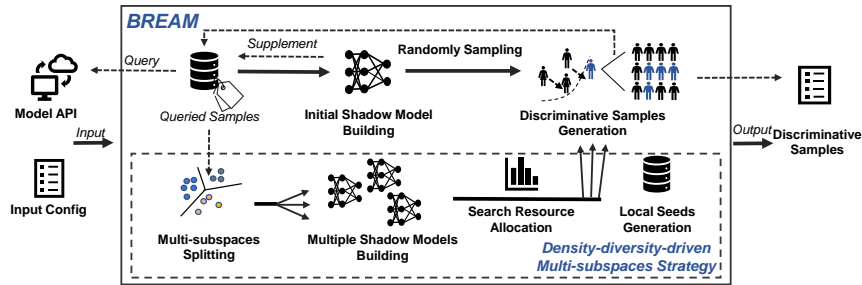 BREAM
Query
Supplement
Randomly Sampling
Model API
Queried Samples
Initial Shadow Model
Building
Discriminative Samples
Generation
Input
Output
Discriminative
Samples
Input Config
Multi-subspaces
Splitting
Multiple Shadow Models
Building
Search Resource
Allocation
Local Seeds
Generation
Density-diversity-driven
Multi-subspaces Strategy